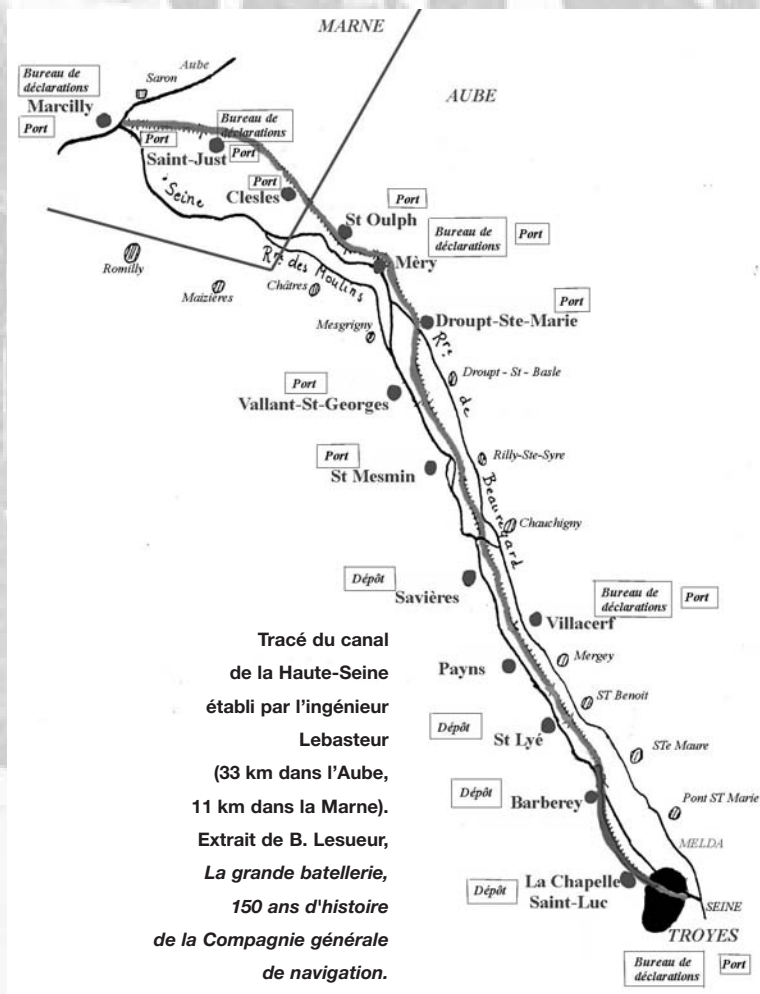 MARNE
AUBE
Aube
Saron
Bureau de
déclarations
Marcilly
Port
Port
Bureau de
déclarations
Saint-Just
Port
Seine
Port
Clesles
Port
St Oulph
Bureau de
déclarations
Port
Mèry
Romilly
Maizières
Rre des Moulins
Châtres
Mesgrigny
Port
Droupt-Ste-Marie
Rre de Beauregard
Droupt - St - Basle
Port
Vallant-St-Georges
Port
St Mesmin
Rilly-Ste-Syre
Chauchigny
Dépôt
Savières
Bureau de
déclarations
Port
Villacerf
Mergey
Payns
ST Benoit
Dépôt
St Lyé
STe Maure
Dépôt
Barberey
Pont ST Marie
MELDA
Dépôt
La Chapelle
Saint-Luc
SEINE
TROYES
Bureau de
déclarations
Port
Tracé du canal
de la Haute-Seine
établi par l'ingénieur
Lebasteur
(33 km dans l'Aube,
11 km dans la Marne).
Extrait de B. Lesueur,
La grande batellerie,
150 ans d'histoire
de la Compagnie générale
de navigation.